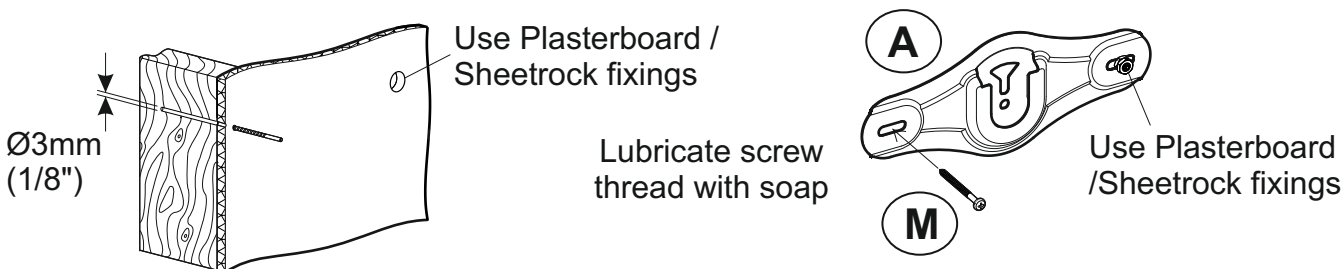 Use Plasterboard /
Sheetrock fixings
Ø3mm
(1/8")
Lubricate screw
thread with soap
A
M
Use Plasterboard
/Sheetrock fixings